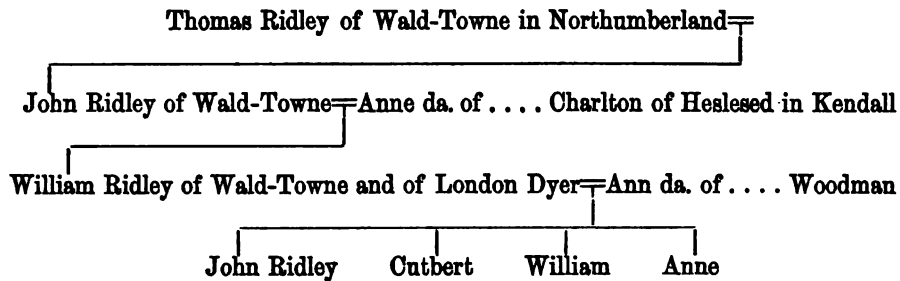 Thomas Ridley of Wald-Towne in Northumberland=
John Ridley of Wald-Towne=Anne da. of .... Charlton of Heslesed in Kendall
William Ridley of Wald-Towne and of London Dyer=Ann da. of .... Woodman
John Ridley Cutbert William Anne